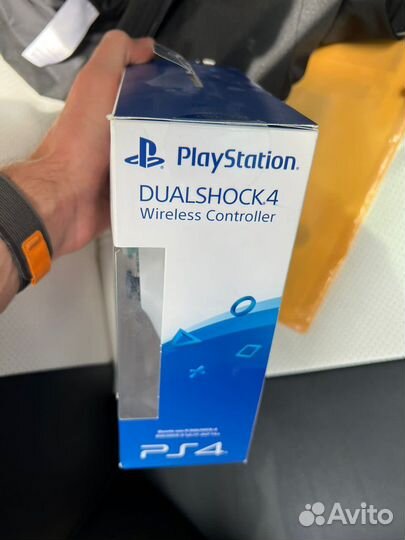 PlayStation.
DUALSHOCK.4
Wireless Controller
PS4
Avito